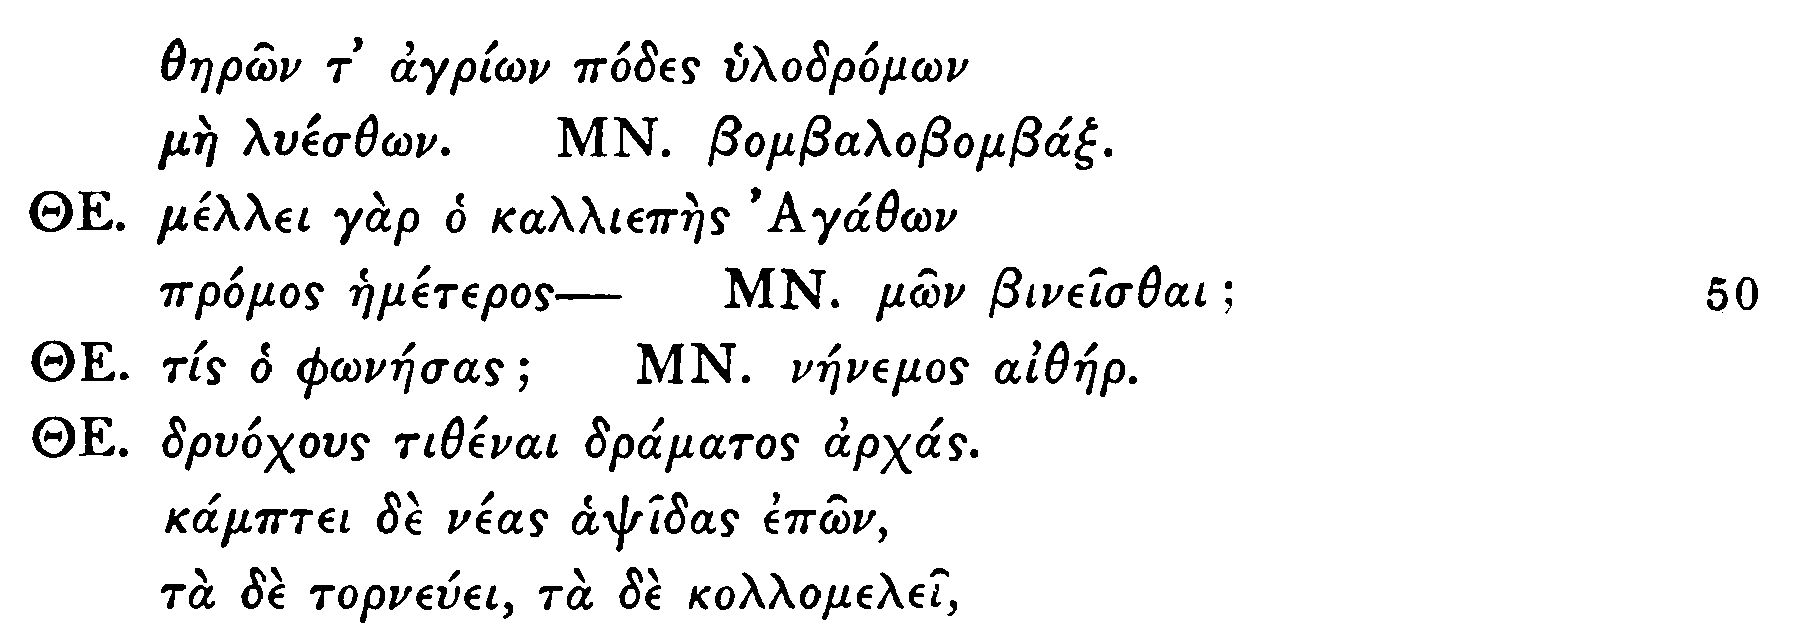 θηρῶν τ’ ἀγρίων πόδες ὑλοδρόμων
μὴ λυέσθων. ΜΝ. βομβαλοβομβάξ.
ΘΕ. μέλλει γὰρ ὁ καλλιεπὴς Ἀγάθων
πρόμος ἡμέτερος— ΜΝ. μῶν βινεῖσθαι; 50
ΘΕ. τίς ὁ φωνήσας; ΜΝ. νήνεμος αἰθήρ.
ΘΕ. δρυόχους τιθέναι δράματος ἀρχάς.
κάμπτει δὲ νέας ἁψῖδας ἐπῶν,
τὰ δὲ τορνεύει, τὰ δὲ κολλομελεῖ,